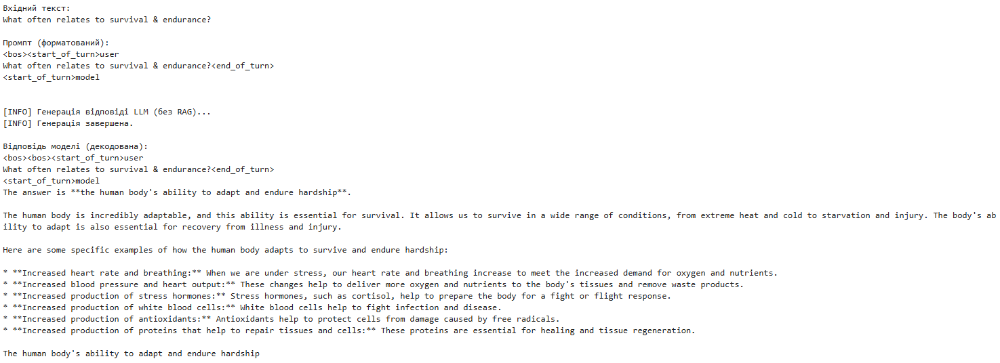 Вхідний текст:
What often relates to survival & endurance?
Промпт (форматований):
<bos><start_of_turn>user
What often relates to survival & endurance?<end_of_turn>
<start_of_turn>model
[INFO] Генерація відповіді LLM (без RAG)...
[INFO] Генерація завершена.
Відповідь моделі (декодована):
<bos><bos><start_of_turn>user
What often relates to survival & endurance?<end_of_turn>
<start_of_turn>model
The answer is **the human body's ability to adapt and endure hardship**.
The human body is incredibly adaptable, and this ability is essential for survival. It allows us to survive in a wide range of conditions, from extreme heat and cold to starvation and injury. The body's ab
ility to adapt is also essential for recovery from illness and injury.
Here are some specific examples of how the human body adapts to survive and endure hardship:
* **Increased heart rate and breathing:** When we are under stress, our heart rate and breathing increase to meet the increased demand for oxygen and nutrients.
* **Increased blood pressure and heart output:** These changes help to deliver more oxygen and nutrients to the body's tissues and remove waste products.
* **Increased production of stress hormones:** Stress hormones, such as cortisol, help to prepare the body for a fight or flight response.
* **Increased production of white blood cells:** White blood cells help to fight infection and disease.
* **Increased production of antioxidants:** Antioxidants help to protect cells from damage caused by free radicals.
* **Increased production of proteins that help to repair tissues and cells:** These proteins are essential for healing and tissue regeneration.
The human body's ability to adapt and endure hardship